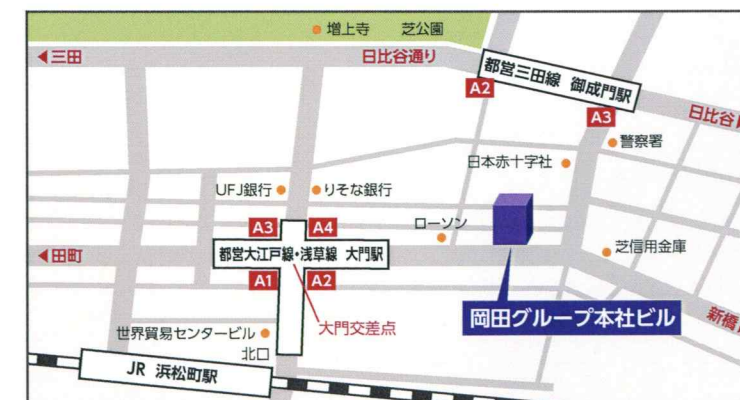 増上寺 芝公園
◀三田
日比谷通り
都営三田線 御成門駅
A2
A3
日比谷
警察署
日本赤十字社
UFJ銀行
りそな銀行
ローソン
A3
A4
都営大江戸線・浅草線 大門駅
◀田町
芝信用金庫
A1
A2
岡田グループ本社ビル
新橋
大門交差点
世界貿易センタービル
北口
JR 浜松町駅